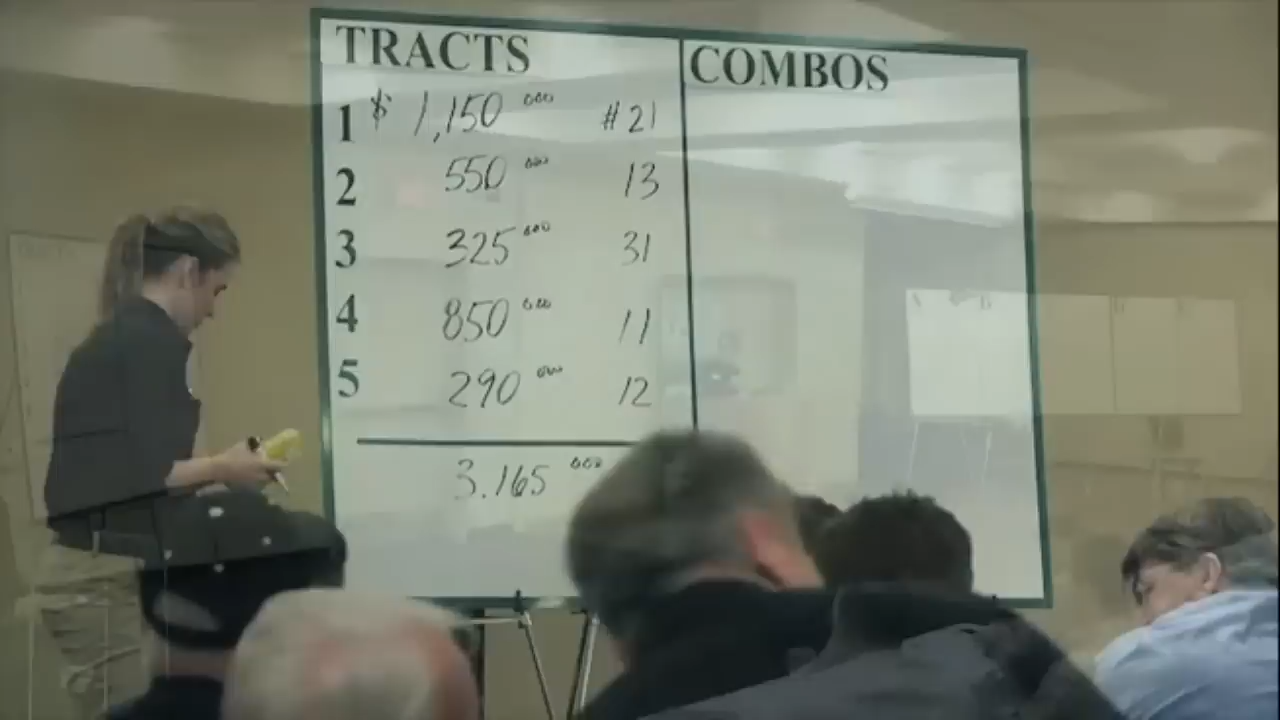 TRACTS COMBOS
1 $ 1,150 000 #21
2 550 000 13
3 325 000 31
4 850 000 11
5 290 000 12
3.165 000